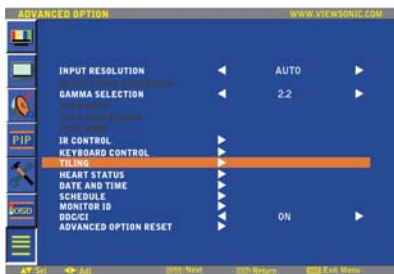 ADVANCED OPTION WWW.VIEWSONIC.COM
INPUT RESOLUTION AUTO
GAMMA SELECTION 2.2
IR CONTROL
KEYBOARD CONTROL
TILING
HEART STATUS
DATE AND TIME
SCHEDULE
MONITOR ID
DDC/CI ON
ADVANCED OPTION RESET
PIP
OSD
Sel Adj Next Return Exit Menu